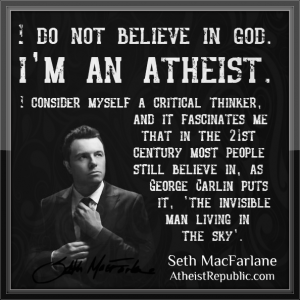 I do not believe in God.
I'm an atheist.
I consider myself a critical thinker,
and it fascinates me
that in the 21st
century most people
still believe in, as
George Carlin puts
it, 'the invisible
man living in
the sky'.
Seth MacFarlane
AtheistRepublic.com
Seth MacFarlane